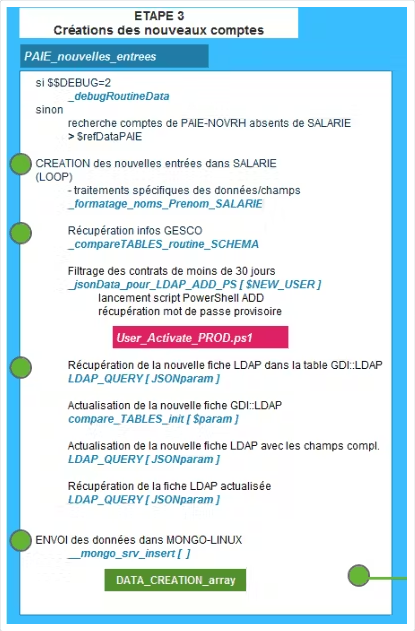 ETAPE 3
Créations des nouveaux comptes
PAIE_nouvelles_entrees
si $$DEBUG=2
_debugRoutineData
sinon
recherche comptes de PAIE-NOVRH absents de SALARIE
> $refDataPAIE
CREATION des nouvelles entrées dans SALARIE
(LOOP)
- traitements spécifiques des données/champs
_formatage_noms_Prenom_SALARIE
Récupération infos GESCO
_compareTABLES_routine_SCHEMA
Filtrage des contrats de moins de 30 jours
_jsonData_pour_LDAP_ADD_PS [ $NEW_USER ]
lancement script PowerShell ADD
récupération mot de passe provisoire
User_Activate_PROD.ps1
Récupération de la nouvelle fiche LDAP dans la table GDI::LDAP
LDAP_QUERY [ JSONparam ]
Actualisation de la nouvelle fiche GDI::LDAP
compare_TABLES_init [ $param ]
Actualisation de la nouvelle fiche LDAP avec les champs compl.
LDAP_QUERY [ JSONparam ]
Récupération de la fiche LDAP actualisée
LDAP_QUERY [ JSONparam ]
ENVOI des données dans MONGO-LINUX
__mongo_srv_insert [ ]
DATA_CREATION_array